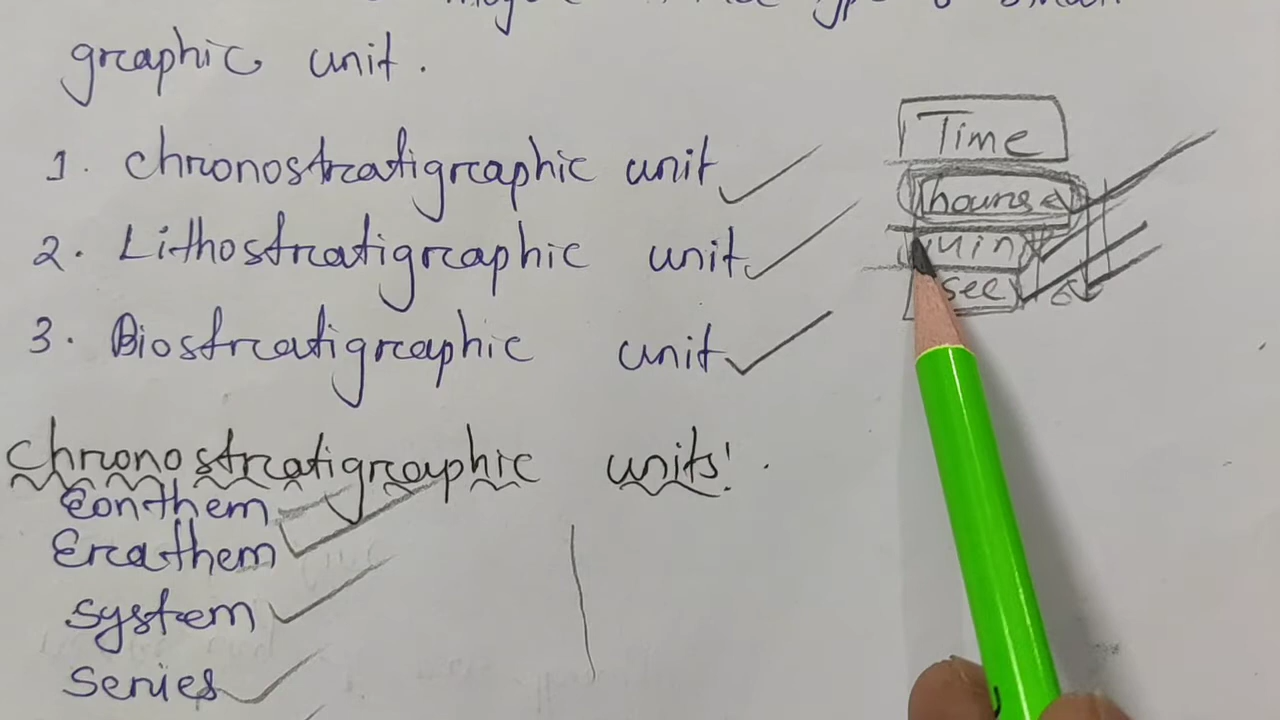 graphic unit.
1. chronostratigraphic unit
2. Lithostratigraphic unit
3. Biostratigraphic unit
Time
hours
min
sec
chronostratigraphic units!
Eonthem
Erathem
system
series